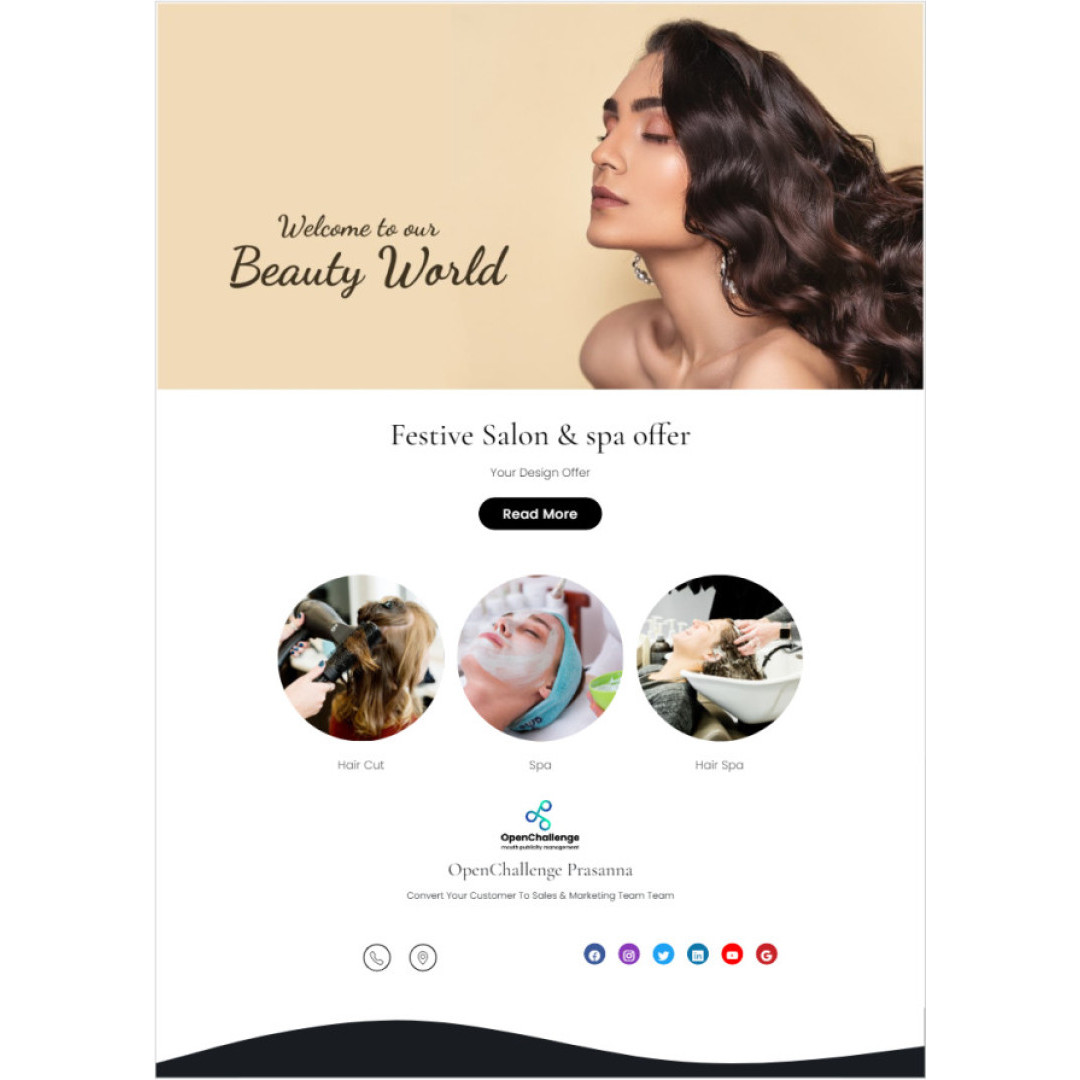 Welcome to our
Beauty World
Festive Salon & spa offer
Your Design Offer
Read More
Hair Cut
Spa
Hair Spa
OpenChallenge
mouth publicity management
OpenChallenge Prasanna
Convert Your Customer To Sales & Marketing Team Team